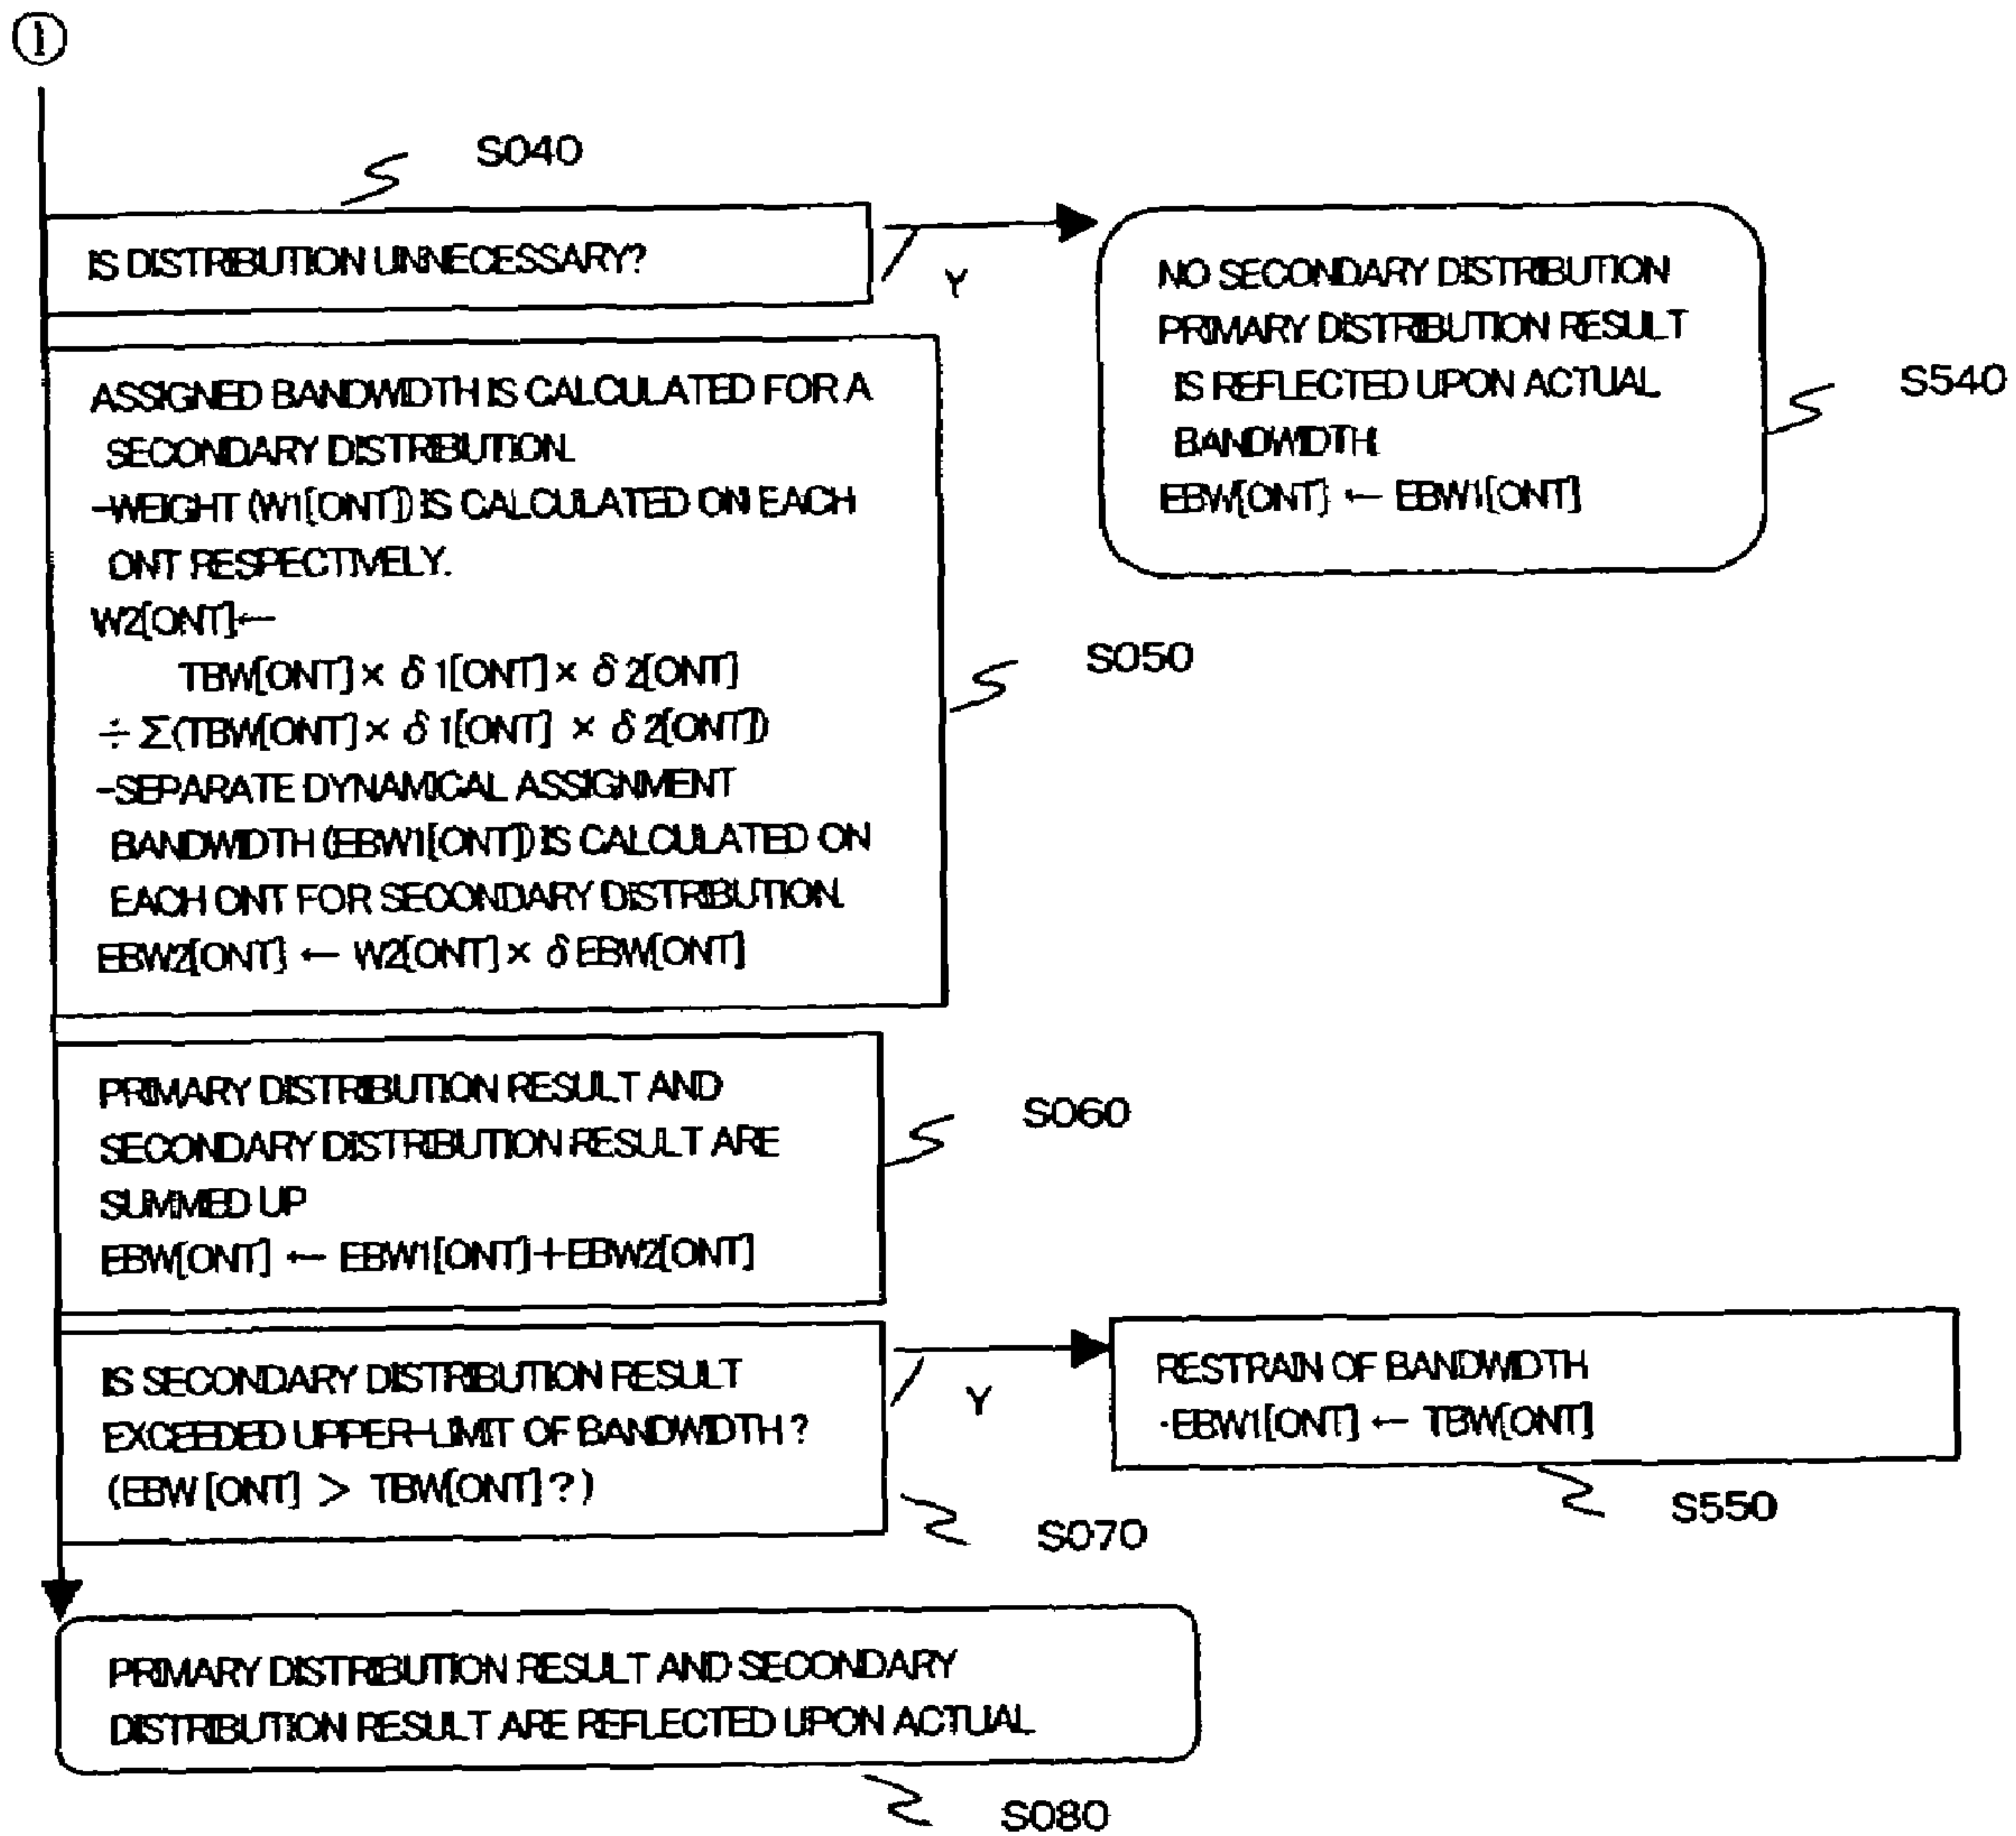 ①
S040
IS DISTRIBUTION UNNECESSARY?
Y
NO SECONDARY DISTRIBUTION
PRIMARY DISTRIBUTION RESULT
IS REFLECTED UPON ACTUAL
BANDWIDTH.
EBW[ONT] ← EBW1[ONT]
S540
ASSIGNED BANDWIDTH IS CALCULATED FOR A
SECONDARY DISTRIBUTION.
-WEIGHT (W1[ONT]) IS CALCULATED ON EACH
ONT RESPECTIVELY.
W2[ONT]←
TBW[ONT] × δ1[ONT] × δ2[ONT]
÷ Σ(TBW[ONT] × δ1[ONT] × δ2[ONT])
-SEPARATE DYNAMICAL ASSIGNMENT
BANDWIDTH (EBW1[ONT]) IS CALCULATED ON
EACH ONT FOR SECONDARY DISTRIBUTION.
EBW2[ONT] ← W2[ONT] × δEBW[ONT]
S050
PRIMARY DISTRIBUTION RESULT AND
SECONDARY DISTRIBUTION RESULT ARE
SUMMED UP
EBW[ONT] ← EBW1[ONT]+EBW2[ONT]
S060
IS SECONDARY DISTRIBUTION RESULT
EXCEEDED UPPER-LIMIT OF BANDWIDTH?
(EBW[ONT] > TBW[ONT]?)
S070
Y
RESTRAIN OF BANDWIDTH
·EBW1[ONT] ← TBW[ONT]
S550
PRIMARY DISTRIBUTION RESULT AND SECONDARY
DISTRIBUTION RESULT ARE REFLECTED UPON ACTUAL
S080